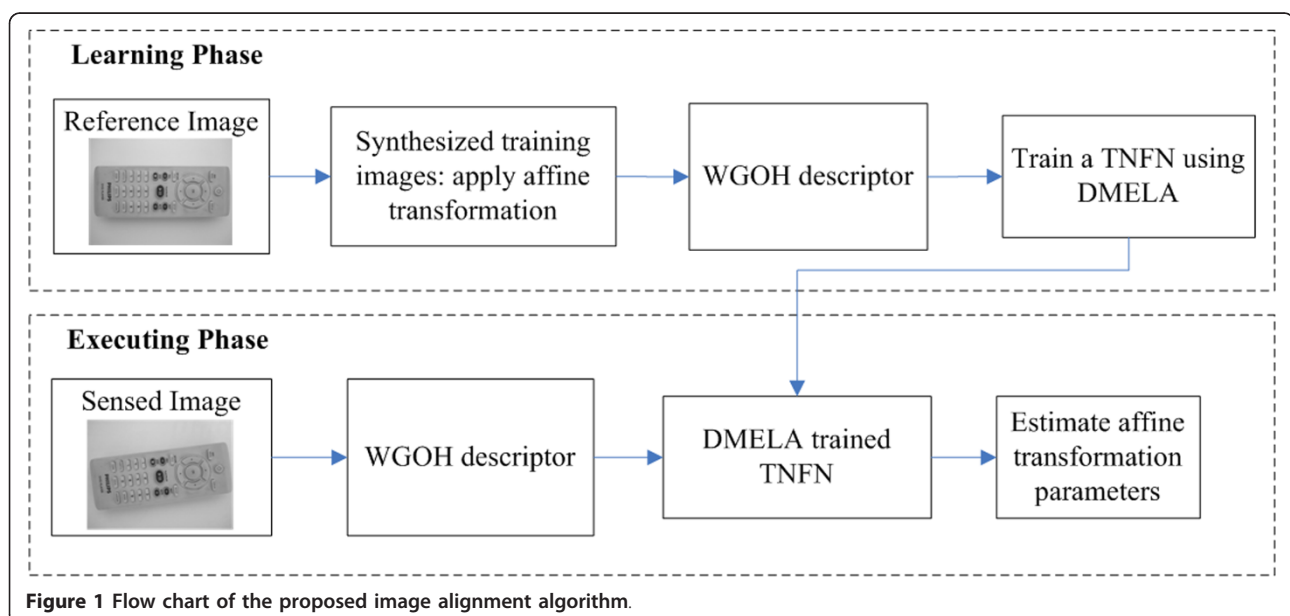 Learning Phase
Reference Image
Synthesized training
images: apply affine
transformation
WGOH descriptor
Train a TNFN using
DMELA
Executing Phase
Sensed Image
WGOH descriptor
DMELA trained
TNFN
Estimate affine
transformation
parameters
Figure 1 Flow chart of the proposed image alignment algorithm.